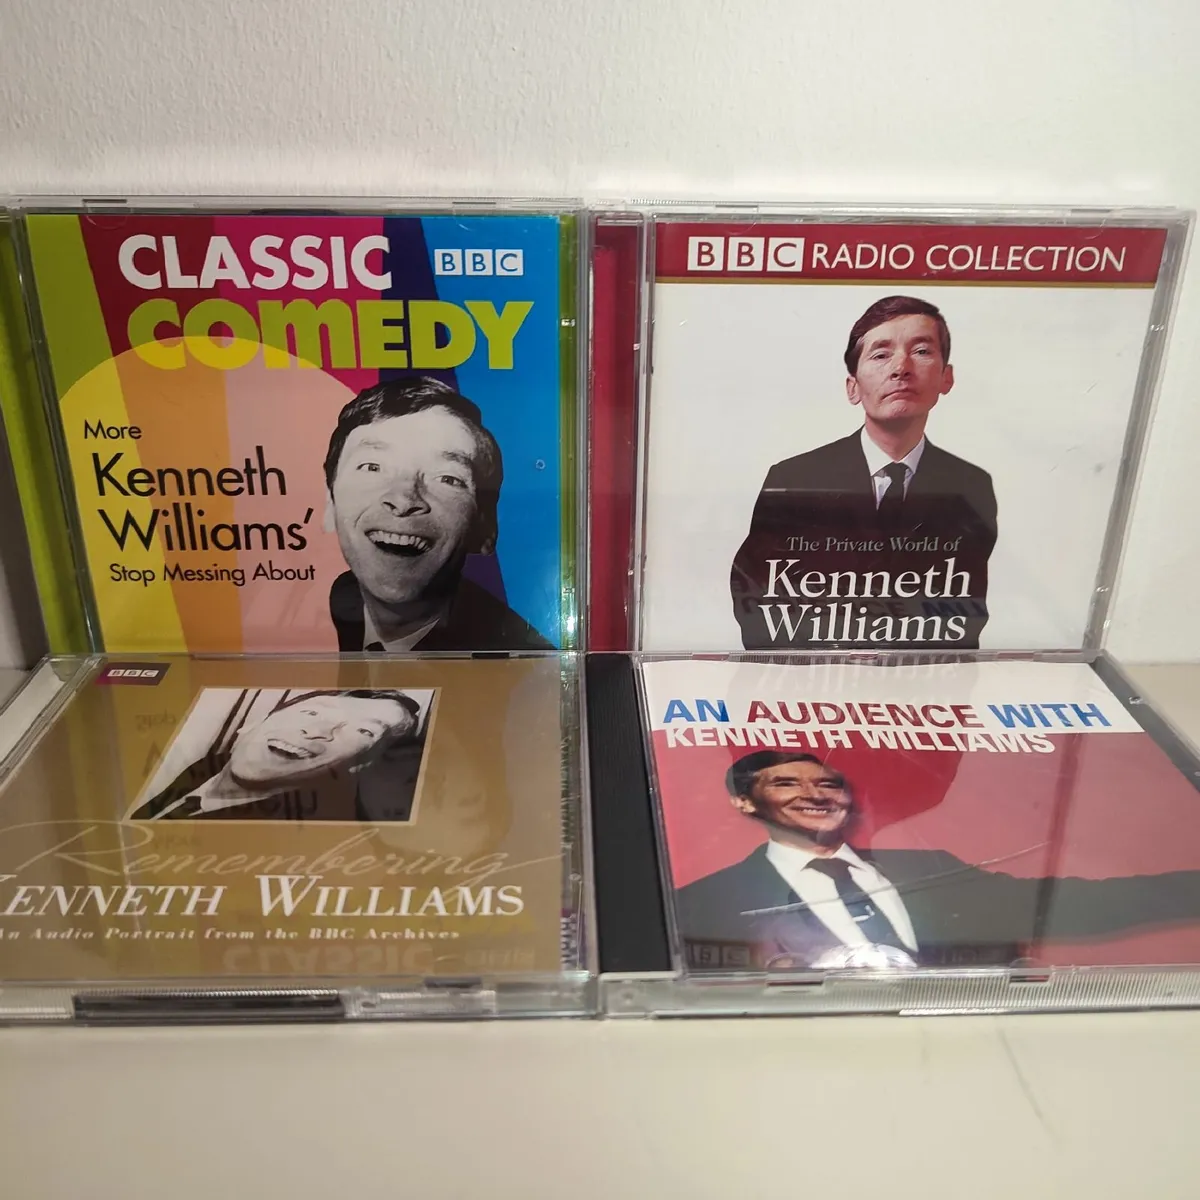 CLASSIC BBC
COMEDY
More
Kenneth
Williams'
Stop Messing About
BBC RADIO COLLECTION
The Private World of
Kenneth
Williams
BBC
Remembering
KENNETH WILLIAMS
An Audio Portrait from the BBC Archives
AN AUDIENCE WITH
KENNETH WILLIAMS
BBC